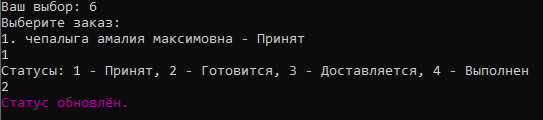 Ваш выбор: 6
Выберите заказ:
1. чепалыга амалия максимовна - Принят
1
Статусы: 1 - Принят, 2 - Готовится, 3 - Доставляется, 4 - Выполнен
2
Статус обновлён.